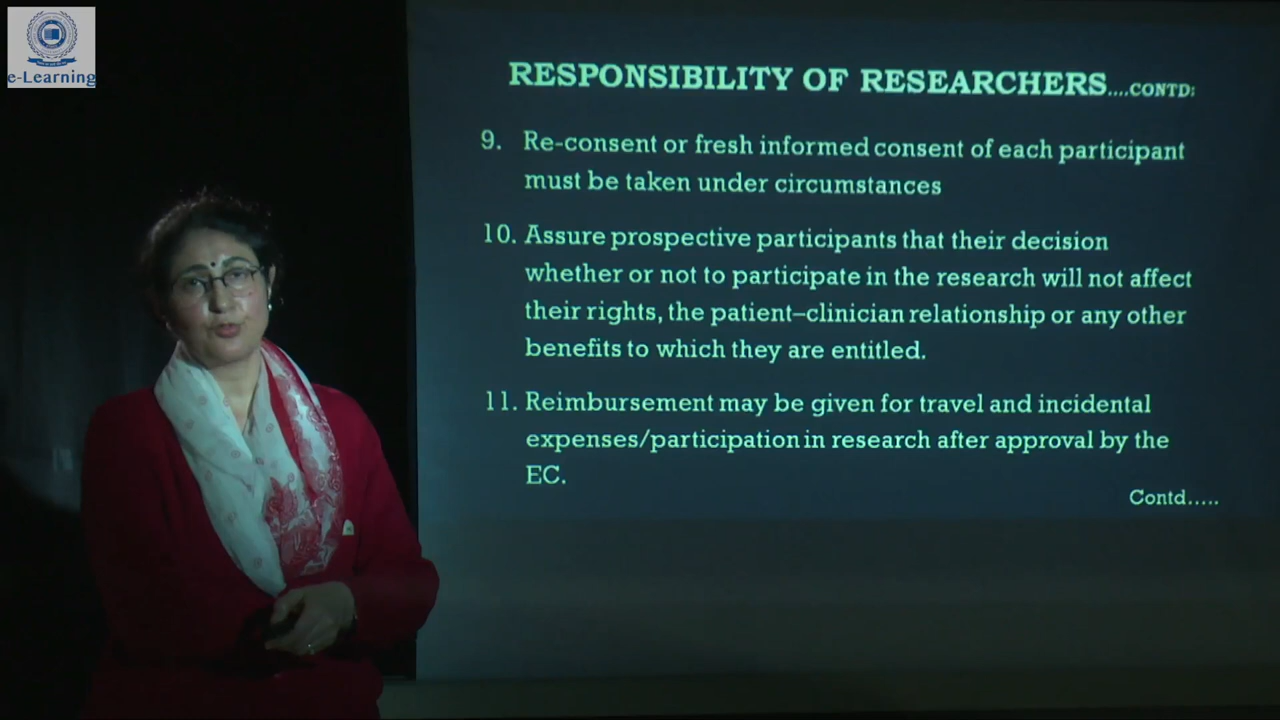 e-Learning
RESPONSIBILITY OF RESEARCHERS....CONTD:
9. Re-consent or fresh informed consent of each participant
must be taken under circumstances
10. Assure prospective participants that their decision
whether or not to participate in the research will not affect
their rights, the patient–clinician relationship or any other
benefits to which they are entitled.
11. Reimbursement may be given for travel and incidental
expenses/participation in research after approval by the
EC.
Contd.....